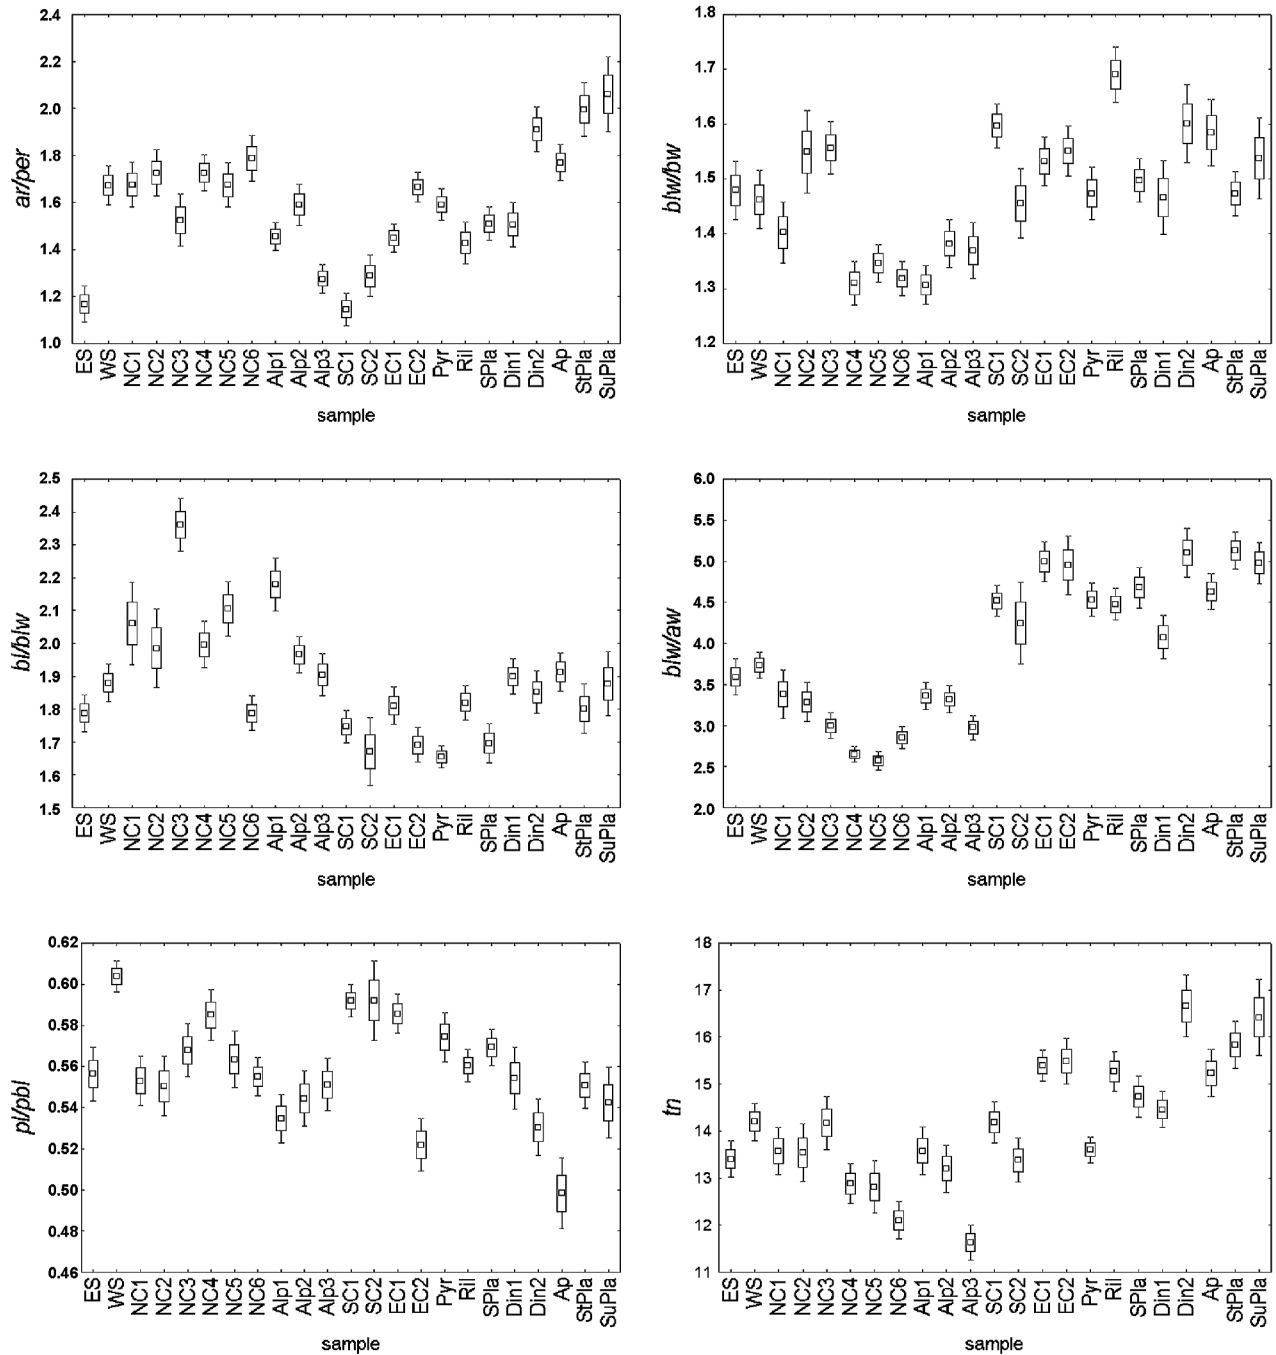 ar/per
2.4
2.2
2.0
1.8
1.6
1.4
1.2
1.0
ES WS NC1 NC2 NC3 NC4 NC5 NC6 Alp1 Alp2 Alp3 SC1 SC2 EC1 EC2 Pyr Ril SPla Din1 Din2 Ap StPla SuPla
sample
blw/bw
1.8
1.7
1.6
1.5
1.4
1.3
1.2
ES WS NC1 NC2 NC3 NC4 NC5 NC6 Alp1 Alp2 Alp3 SC1 SC2 EC1 EC2 Pyr Ril SPla Din1 Din2 Ap StPla SuPla
sample
bl/blw
2.5
2.4
2.3
2.2
2.1
2.0
1.9
1.8
1.7
1.6
1.5
ES WS NC1 NC2 NC3 NC4 NC5 NC6 Alp1 Alp2 Alp3 SC1 SC2 EC1 EC2 Pyr Ril SPla Din1 Din2 Ap StPla SuPla
sample
blw/aw
6.0
5.5
5.0
4.5
4.0
3.5
3.0
2.5
2.0
ES WS NC1 NC2 NC3 NC4 NC5 NC6 Alp1 Alp2 Alp3 SC1 SC2 EC1 EC2 Pyr Ril SPla Din1 Din2 Ap StPla SuPla
sample
pl/pbl
0.62
0.60
0.58
0.56
0.54
0.52
0.50
0.48
0.46
ES WS NC1 NC2 NC3 NC4 NC5 NC6 Alp1 Alp2 Alp3 SC1 SC2 EC1 EC2 Pyr Ril SPla Din1 Din2 Ap StPla SuPla
sample
tn
18
17
16
15
14
13
12
11
ES WS NC1 NC2 NC3 NC4 NC5 NC6 Alp1 Alp2 Alp3 SC1 SC2 EC1 EC2 Pyr Ril SPla Din1 Din2 Ap StPla SuPla
sample